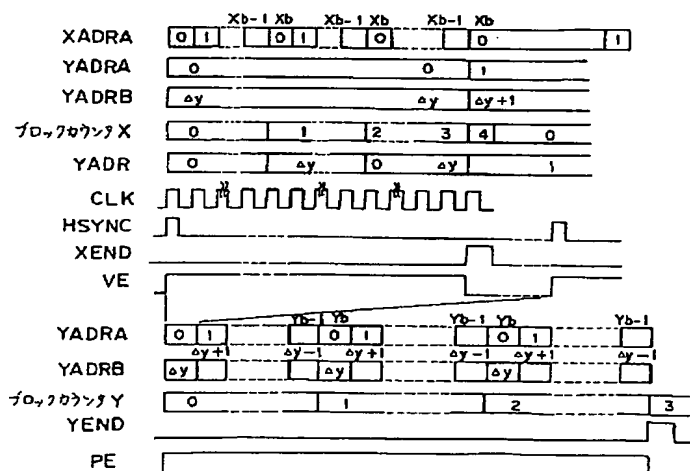 Xb-1 Xb Xb-1 Xb Xb-1 Xb
XADRA 0 1 0 1 0 0 1
YADRA 0 0 1
YADRB Δy Δy Δy+1
ブロックカウンタX 0 1 2 3 4 0
YADR 0 Δy 0 Δy 1
CLK
HSYNC
XEND
VE
Yb-1 Yb Yb-1 Yb Yb-1
YADRA 0 1 0 1 0 1
Δy+1 Δy-1 Δy+1 Δy-1 Δy+1 Δy-1
YADRB Δy Δy Δy
ブロックカウンタY 0 1 2 3
YEND
PE